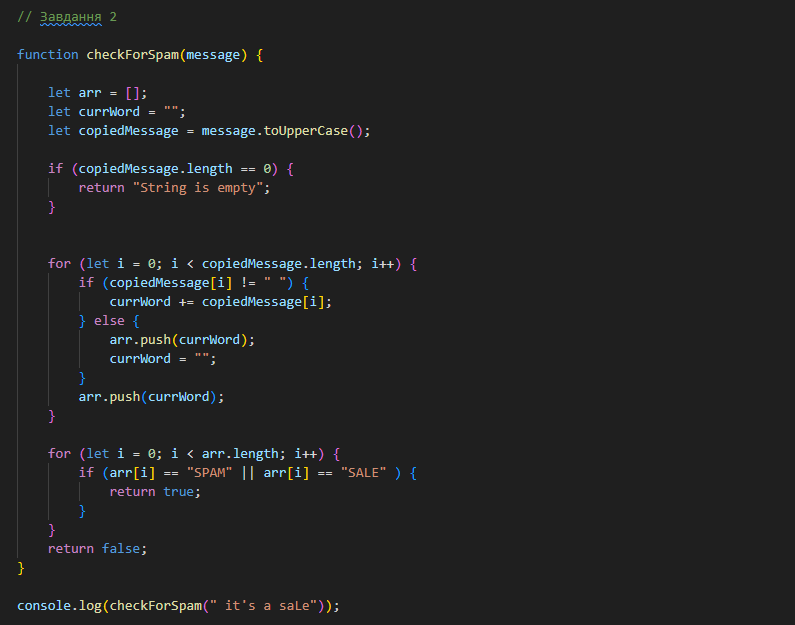 // Завдання 2
function checkForSpam(message) {
let arr = [];
let currWord = "";
let copiedMessage = message.toUpperCase();
if (copiedMessage.length == 0) {
return "String is empty";
}
for (let i = 0; i < copiedMessage.length; i++) {
if (copiedMessage[i] != " ") {
currWord += copiedMessage[i];
} else {
arr.push(currWord);
currWord = "";
}
arr.push(currWord);
}
for (let i = 0; i < arr.length; i++) {
if (arr[i] == "SPAM" || arr[i] == "SALE" ) {
return true;
}
}
return false;
}
console.log(checkForSpam(" it's a saLe"));